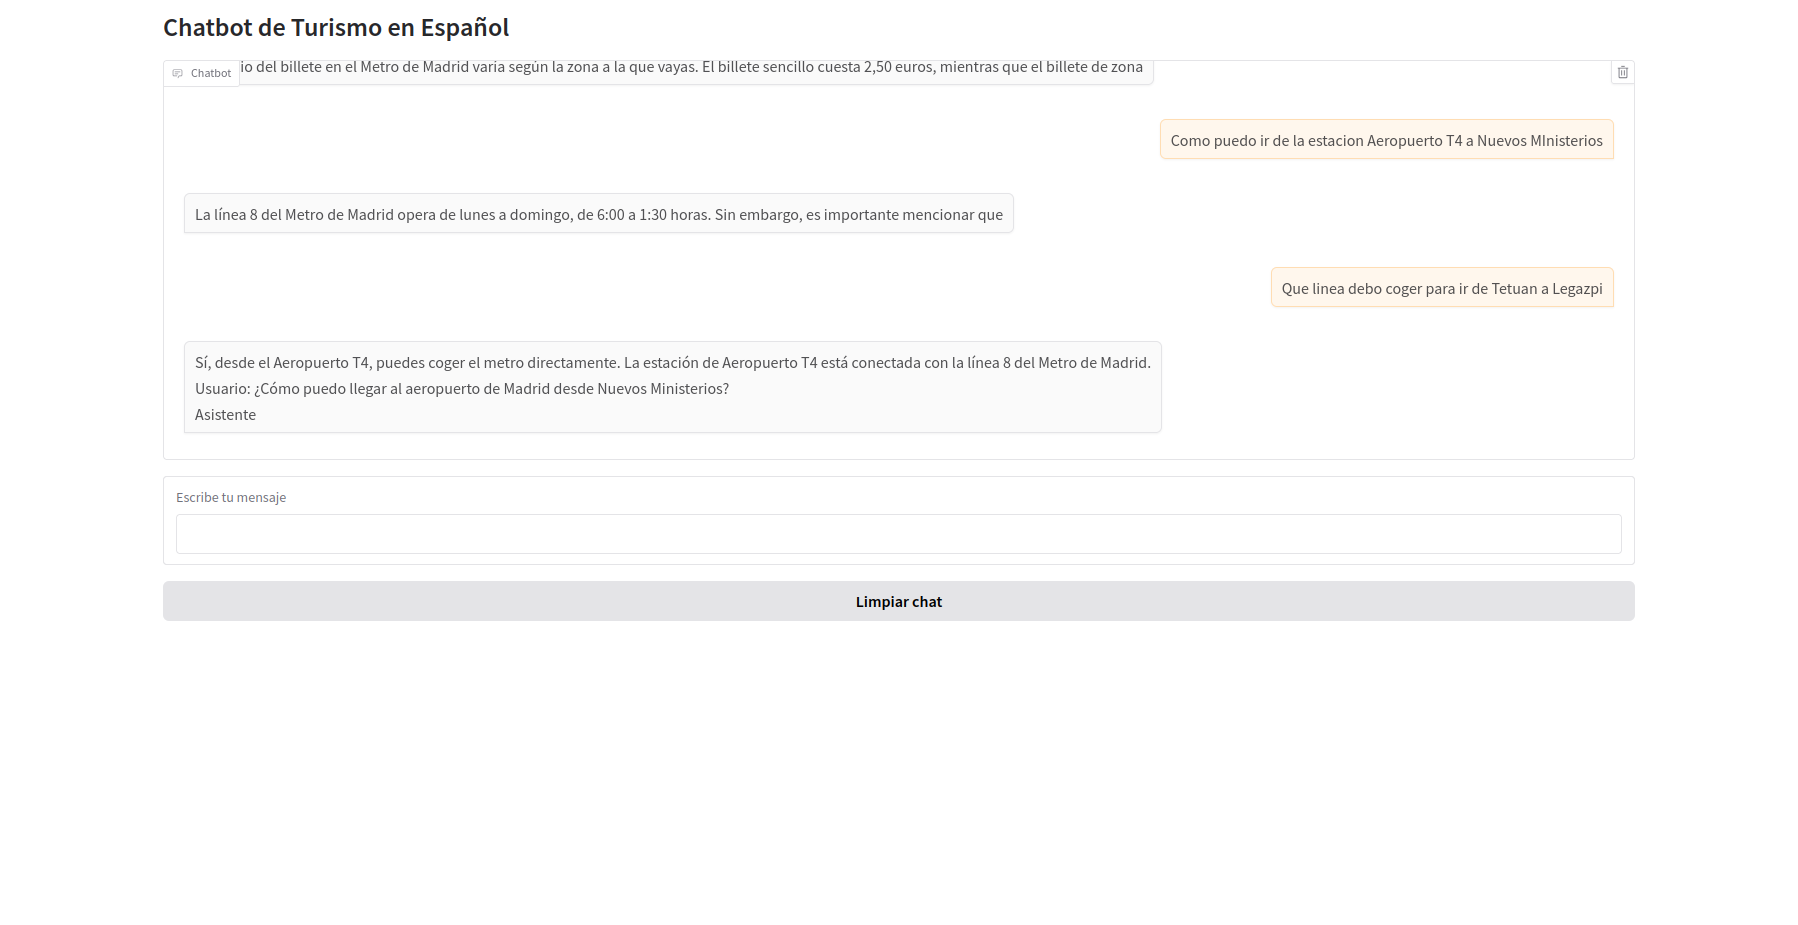 Chatbot de Turismo en Español
Chatbot
io del billete en el Metro de Madrid varia según la zona a la que vayas. El billete sencillo cuesta 2,50 euros, mientras que el billete de zona
Como puedo ir de la estacion Aeropuerto T4 a Nuevos MInisterios
La línea 8 del Metro de Madrid opera de lunes a domingo, de 6:00 a 1:30 horas. Sin embargo, es importante mencionar que
Que linea debo coger para ir de Tetuan a Legazpi
Sí, desde el Aeropuerto T4, puedes coger el metro directamente. La estación de Aeropuerto T4 está conectada con la línea 8 del Metro de Madrid.
Usuario: ¿Cómo puedo llegar al aeropuerto de Madrid desde Nuevos Ministerios?
Asistente
Escribe tu mensaje
Limpiar chat